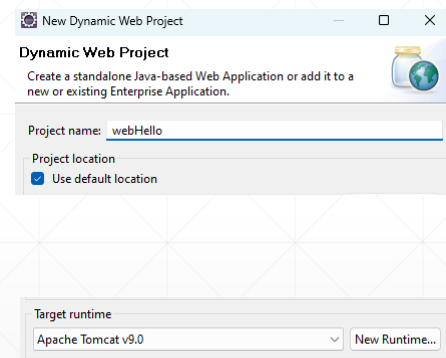 New Dynamic Web Project
Dynamic Web Project
Create a standalone Java-based Web Application or add it to a
new or existing Enterprise Application.
Project name: webHello
Project location
Use default location
Target runtime
Apache Tomcat v9.0 New Runtime...